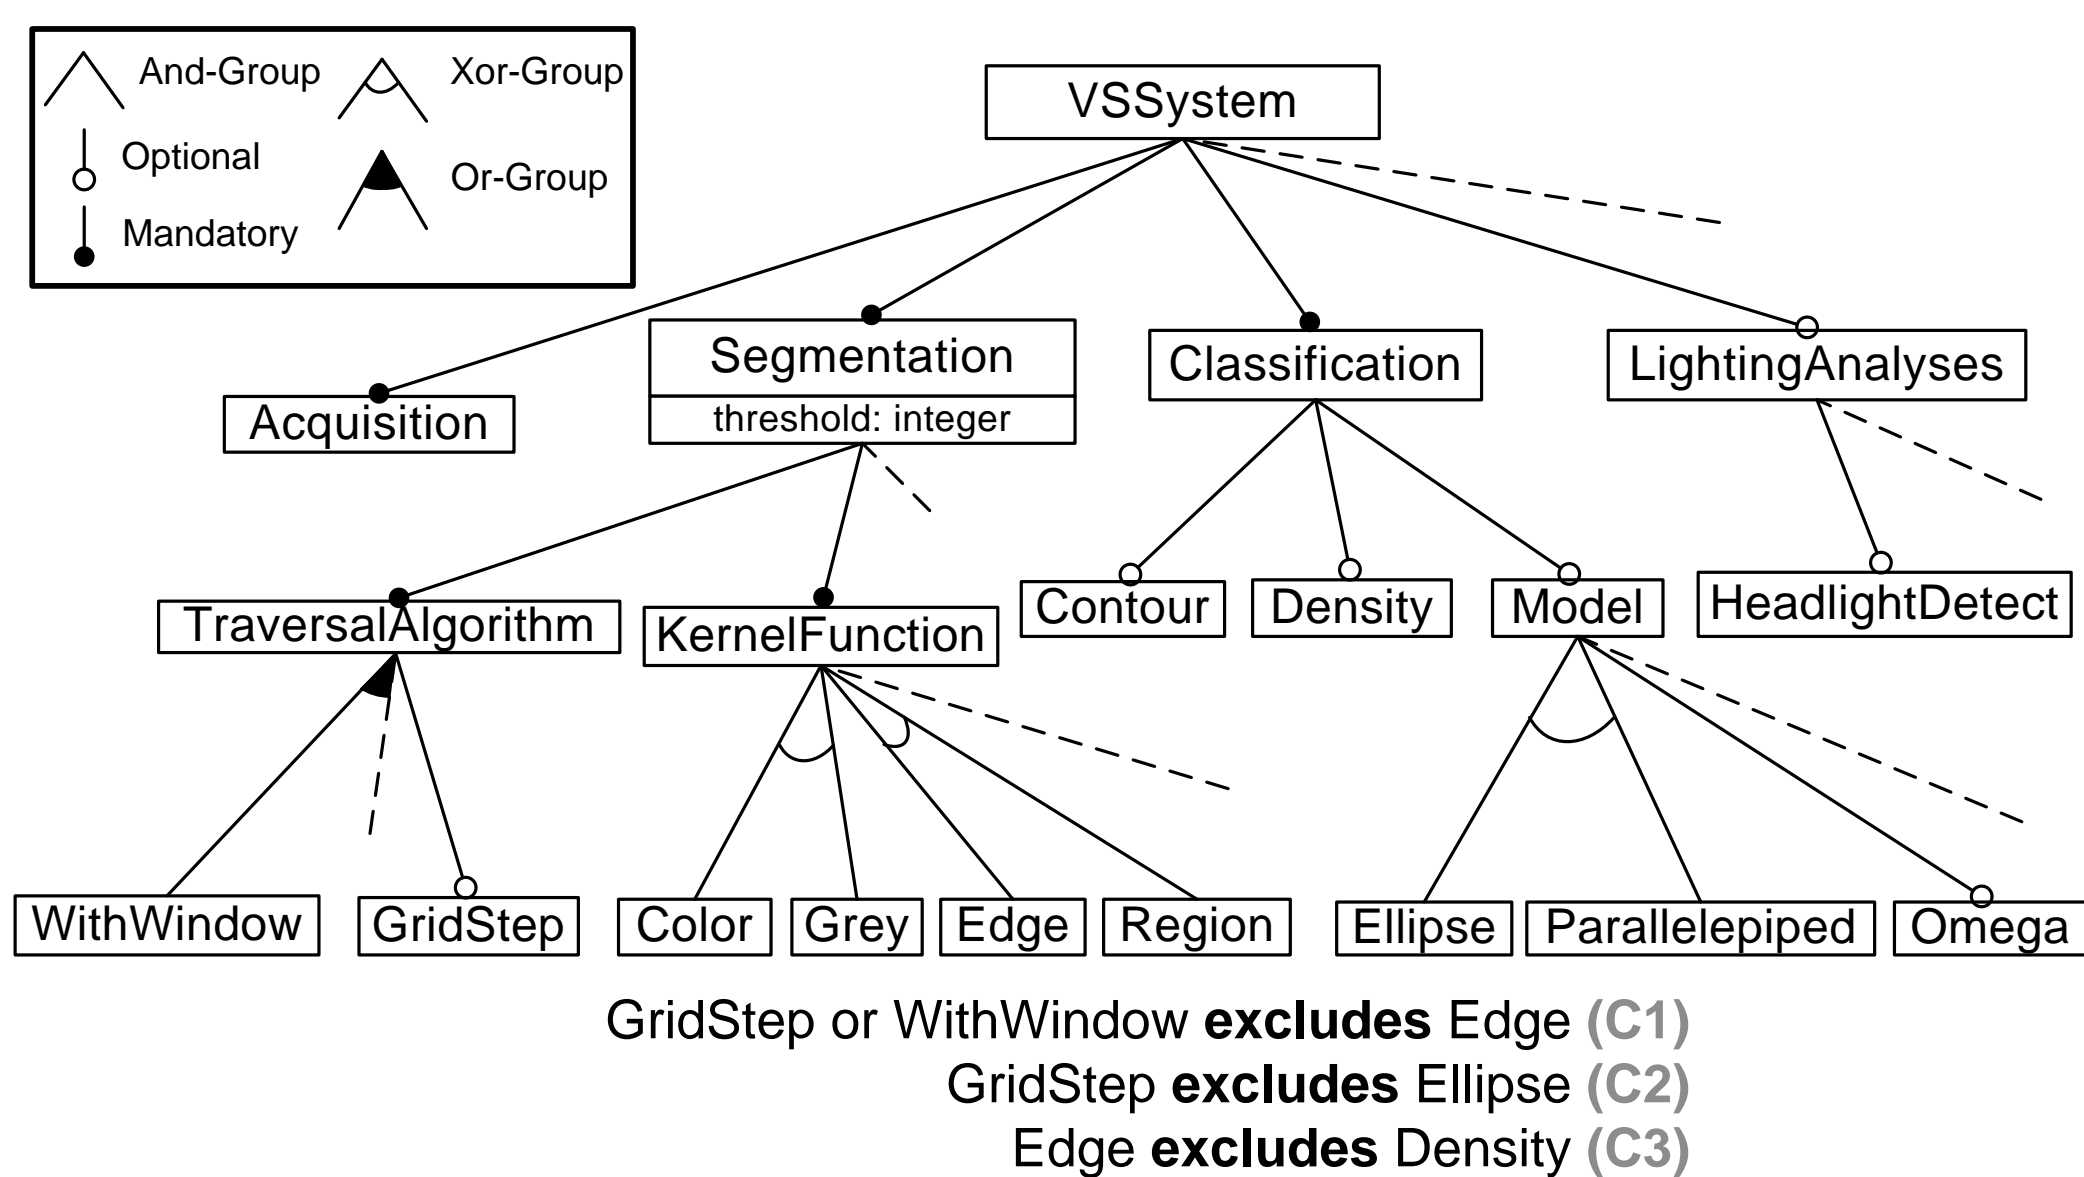 And-Group
Xor-Group
Optional
Or-Group
Mandatory
VSSystem
Segmentation
threshold: integer
Classification
LightingAnalyses
Acquisition
TraversalAlgorithm
KernelFunction
Contour
Density
Model
HeadlightDetect
WithWindow
GridStep
Color
Grey
Edge
Region
Ellipse
Parallelepiped
Omega
GridStep or WithWindow excludes Edge (C1)
GridStep excludes Ellipse (C2)
Edge excludes Density (C3)